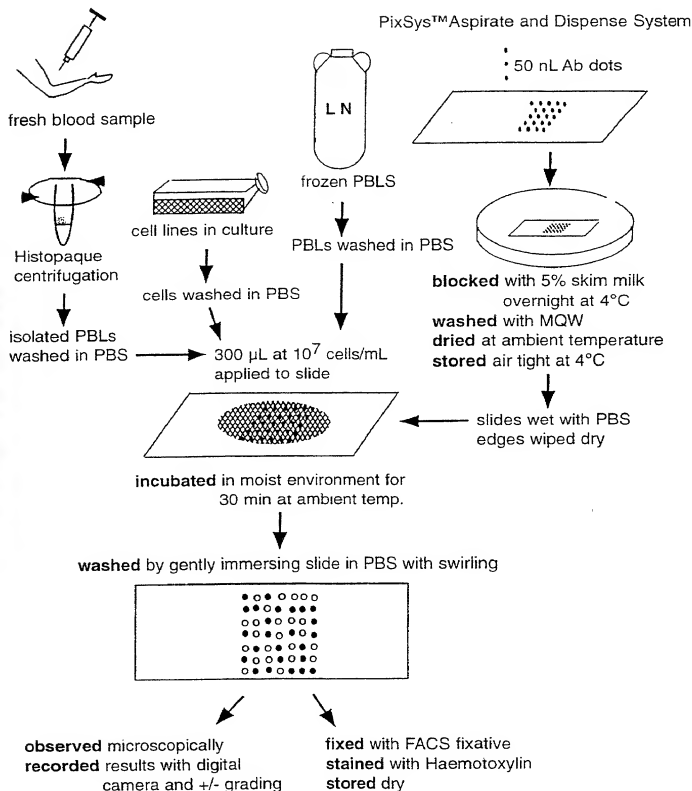 PixSys™Aspirate and Dispense System
50 nL Ab dots
fresh blood sample
LN
frozen PBLS
cell lines in culture
Histopaque
centrifugation
PBLs washed in PBS
cells washed in PBS
blocked with 5% skim milk
overnight at 4°C
washed with MQW
dried at ambient temperature
stored air tight at 4°C
isolated PBLs
washed in PBS
300 µL at 10⁷ cells/mL
applied to slide
slides wet with PBS
edges wiped dry
incubated in moist environment for
30 min at ambient temp.
washed by gently immersing slide in PBS with swirling
observed microscopically
recorded results with digital
camera and +/- grading
fixed with FACS fixative
stained with Haemotoxylin
stored dry